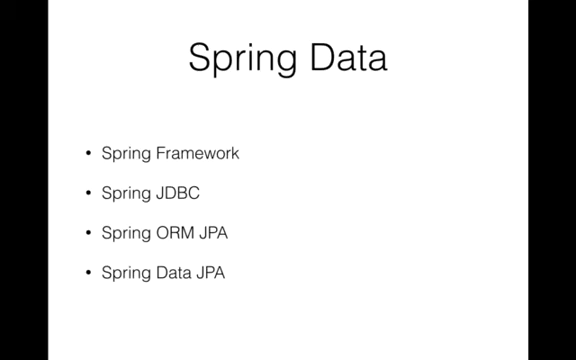 Spring Data
• Spring Framework
• Spring JDBC
• Spring ORM JPA
• Spring Data JPA